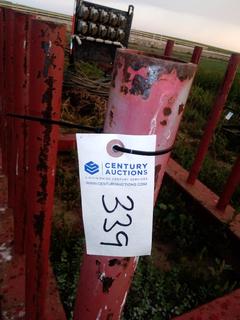 CENTURY
AUCTIONS
A DIVISION OF CENTURY SERVICES
WWW.CENTURYAUCTIONS.COM
339